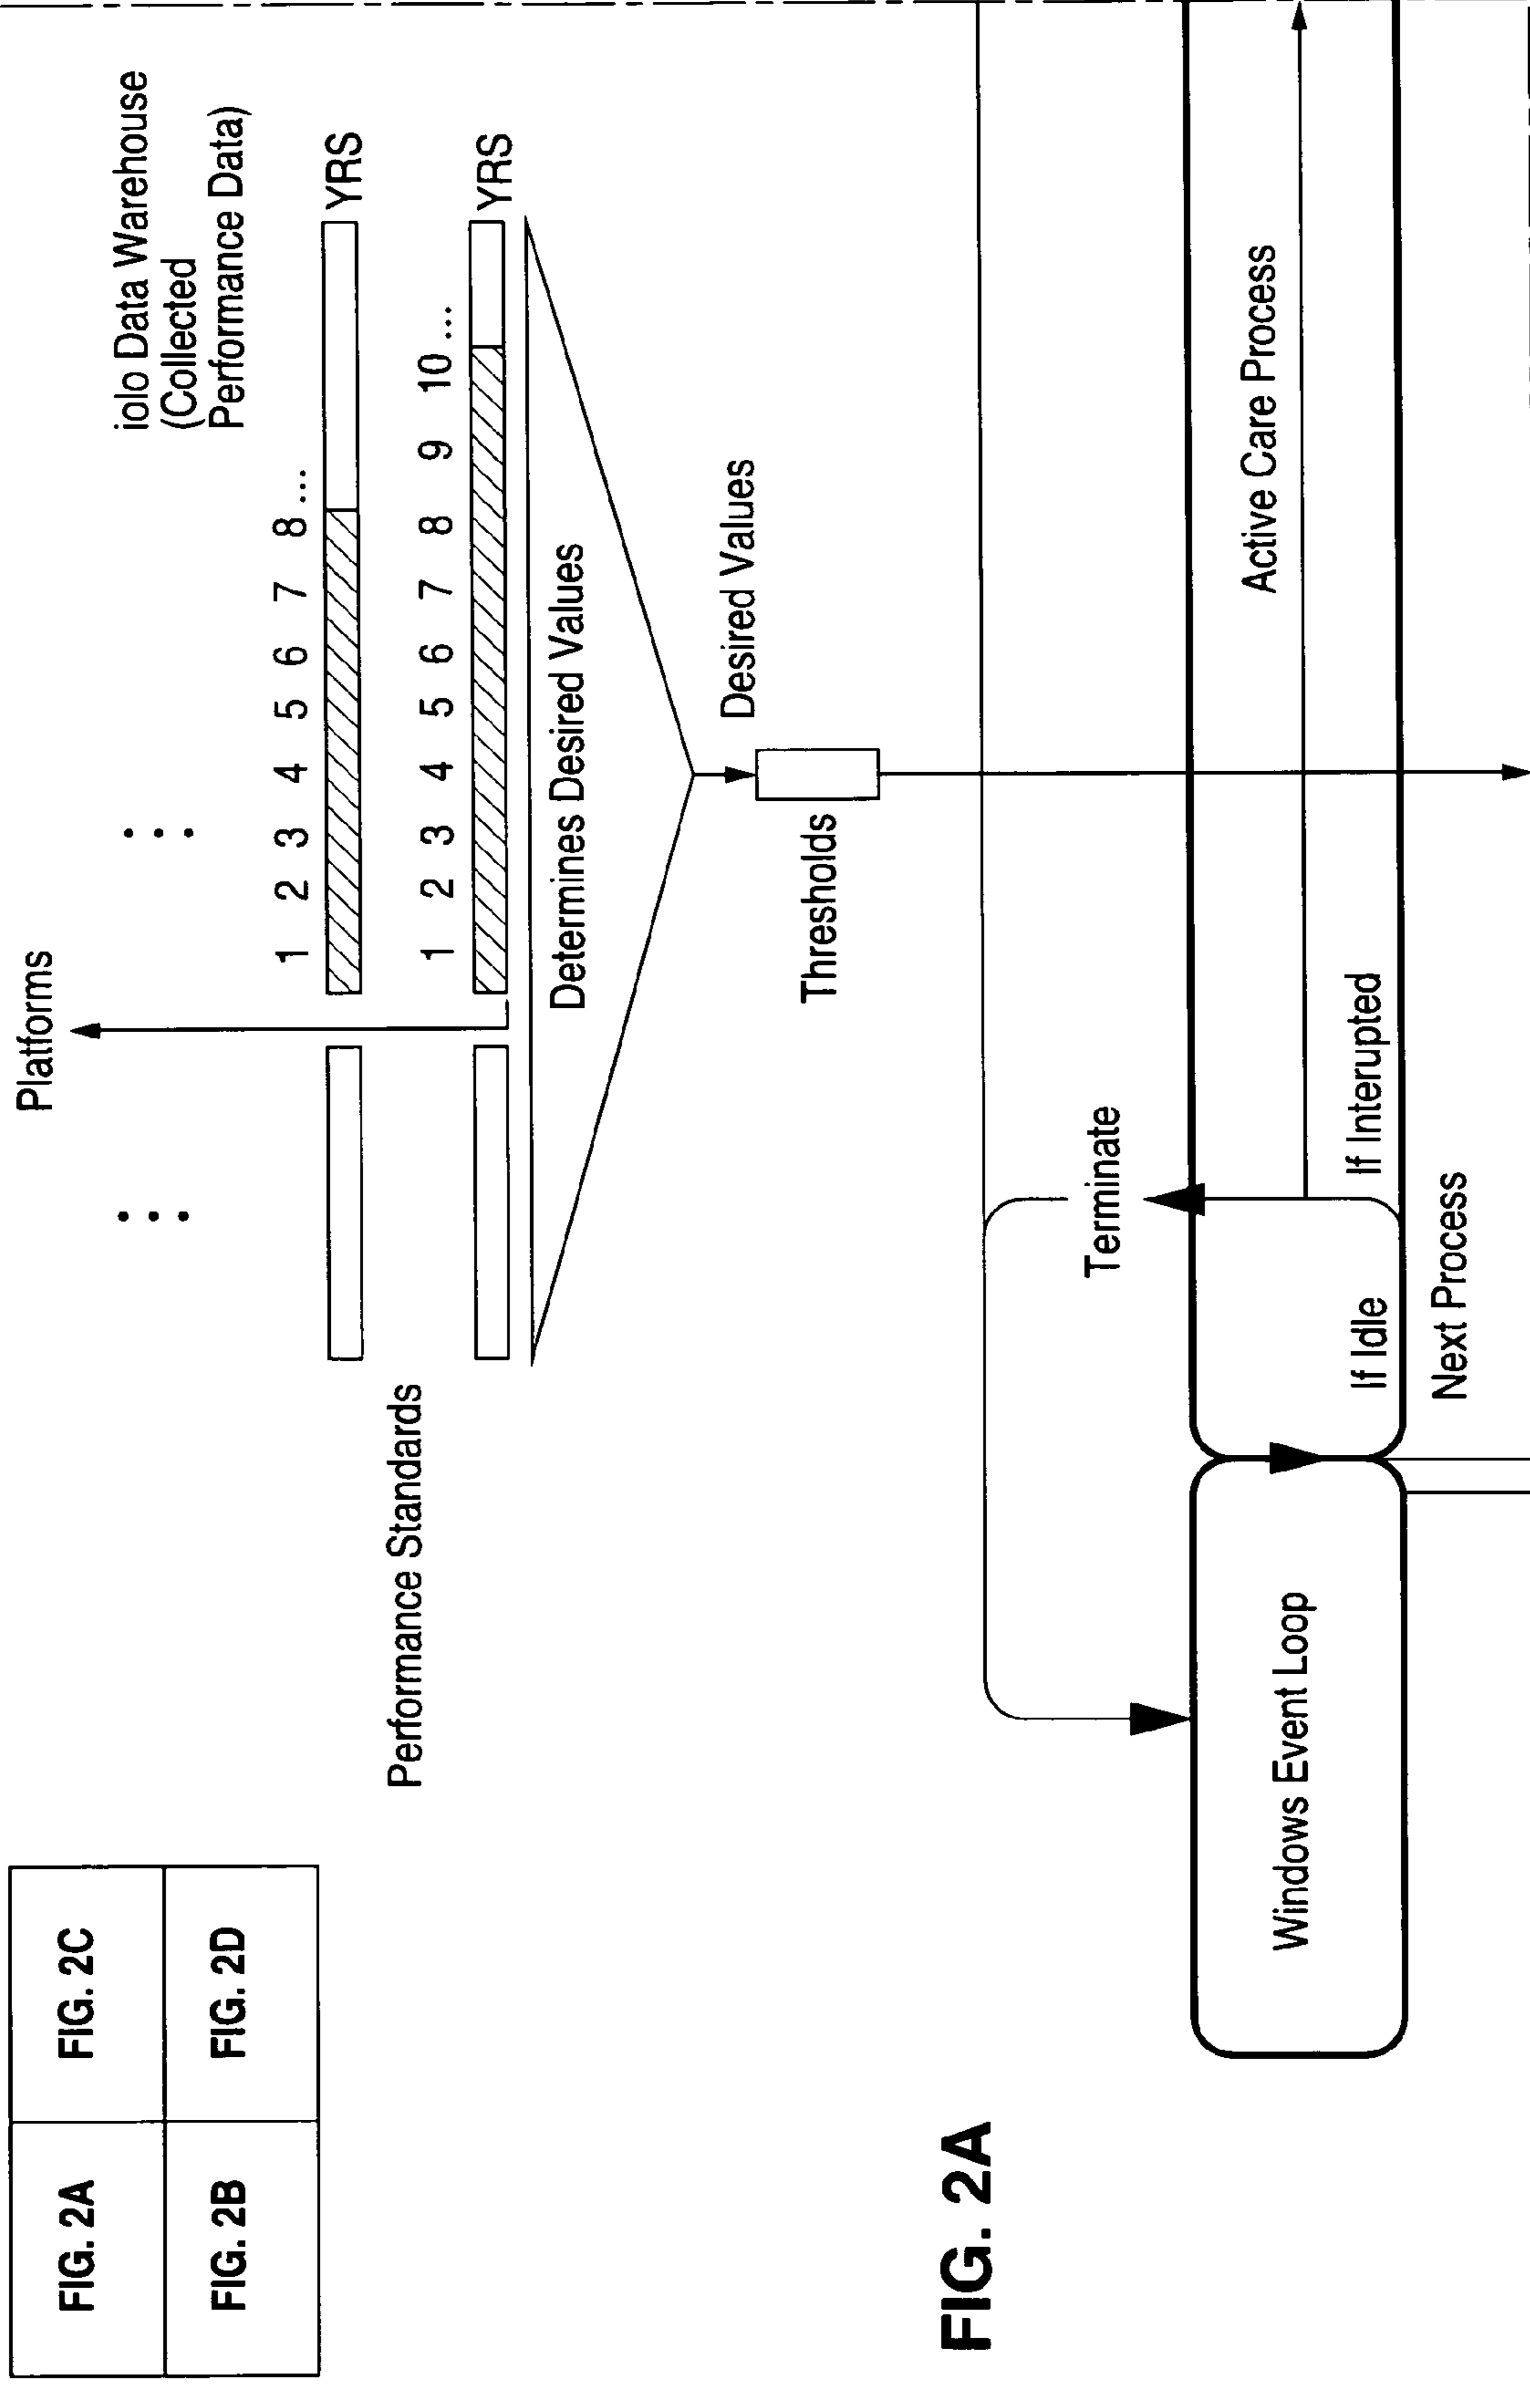 FIG. 2A FIG. 2C
FIG. 2B FIG. 2D
Platforms
iolo Data Warehouse
(Collected
Performance Data)
1 2 3 4 5 6 7 8 ...
YRS
Performance Standards
1 2 3 4 5 6 7 8 9 10 ...
YRS
Determines Desired Values
Desired Values
Thresholds
FIG. 2A
Terminate
Active Care Process
Windows Event Loop
If Idle
If Interupted
Next Process